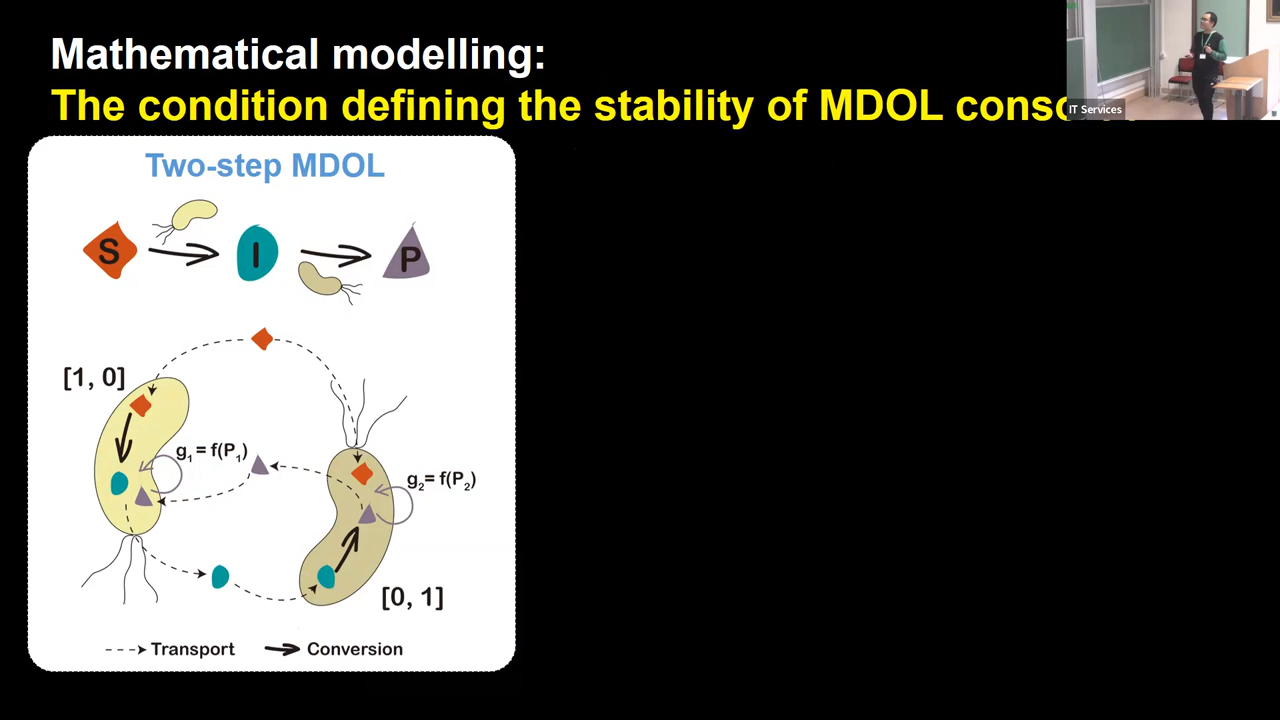 Mathematical modelling:
The condition defining the stability of MDOL
IT Services
Two-step MDOL
S I P
[1, 0]
g₁ = f(P₁)
g₂= f(P₂)
[0, 1]
Transport Conversion